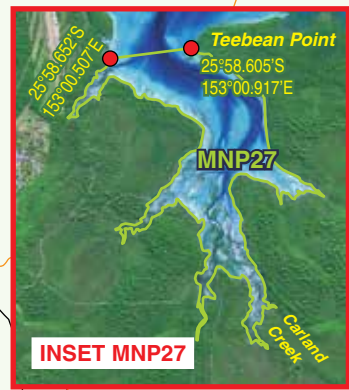 Teebean Point
25°58.652'S
153°00.507'E
25°58.605'S
153°00.917'E
MNP27
Carland
Creek
INSET MNP27